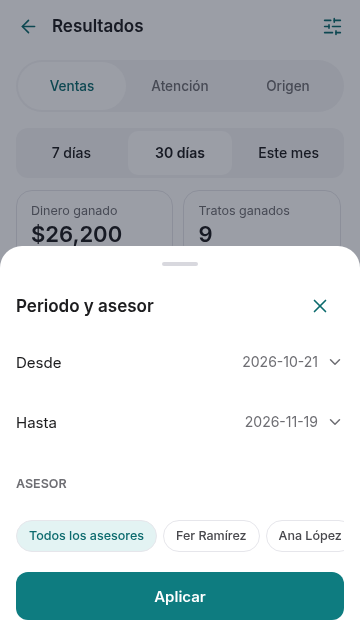 Resultados
Ventas Atención Origen
7 días 30 días Este mes
Dinero ganado Tratos ganados
$26,200 9
Periodo y asesor
Desde 2026-10-21
Hasta 2026-11-19
ASESOR
Todos los asesores Fer Ramírez Ana López
Aplicar